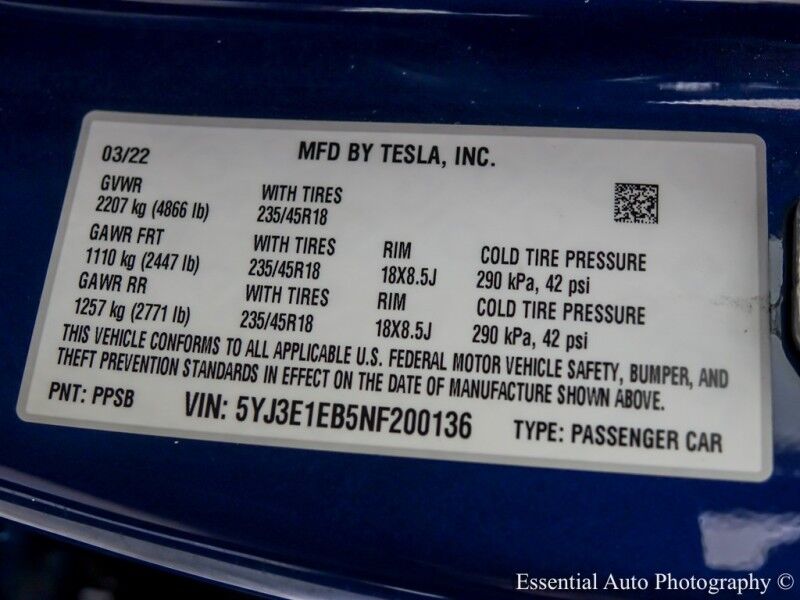 03/22 MFD BY TESLA, INC.
GVWR WITH TIRES
2207 kg (4866 lb) 235/45R18
GAWR FRT WITH TIRES RIM COLD TIRE PRESSURE
1110 kg (2447 lb) 235/45R18 18X8.5J 290 kPa, 42 psi
GAWR RR WITH TIRES RIM COLD TIRE PRESSURE
1257 kg (2771 lb) 235/45R18 18X8.5J 290 kPa, 42 psi
THIS VEHICLE CONFORMS TO ALL APPLICABLE U.S. FEDERAL MOTOR VEHICLE SAFETY, BUMPER, AND
THEFT PREVENTION STANDARDS IN EFFECT ON THE DATE OF MANUFACTURE SHOWN ABOVE.
PNT: PPSB VIN: 5YJ3E1EB5NF200136 TYPE: PASSENGER CAR
Essential Auto Photography ©